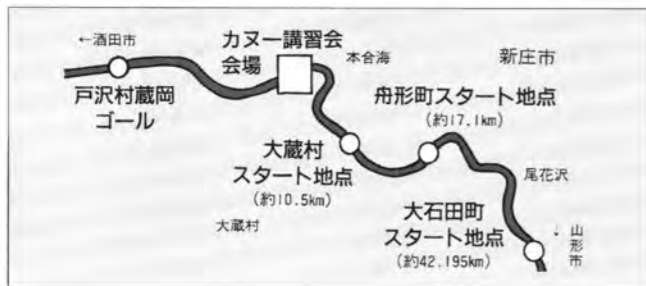 ←酒田市
カヌー講習会
会場
本合海
新庄市
戸沢村蔵岡
ゴール
舟形町スタート地点
(約17.1km)
大蔵村
スタート地点
(約10.5km)
尾花沢
大蔵村
大石田町
スタート地点
(約42.195km)
↓山形市